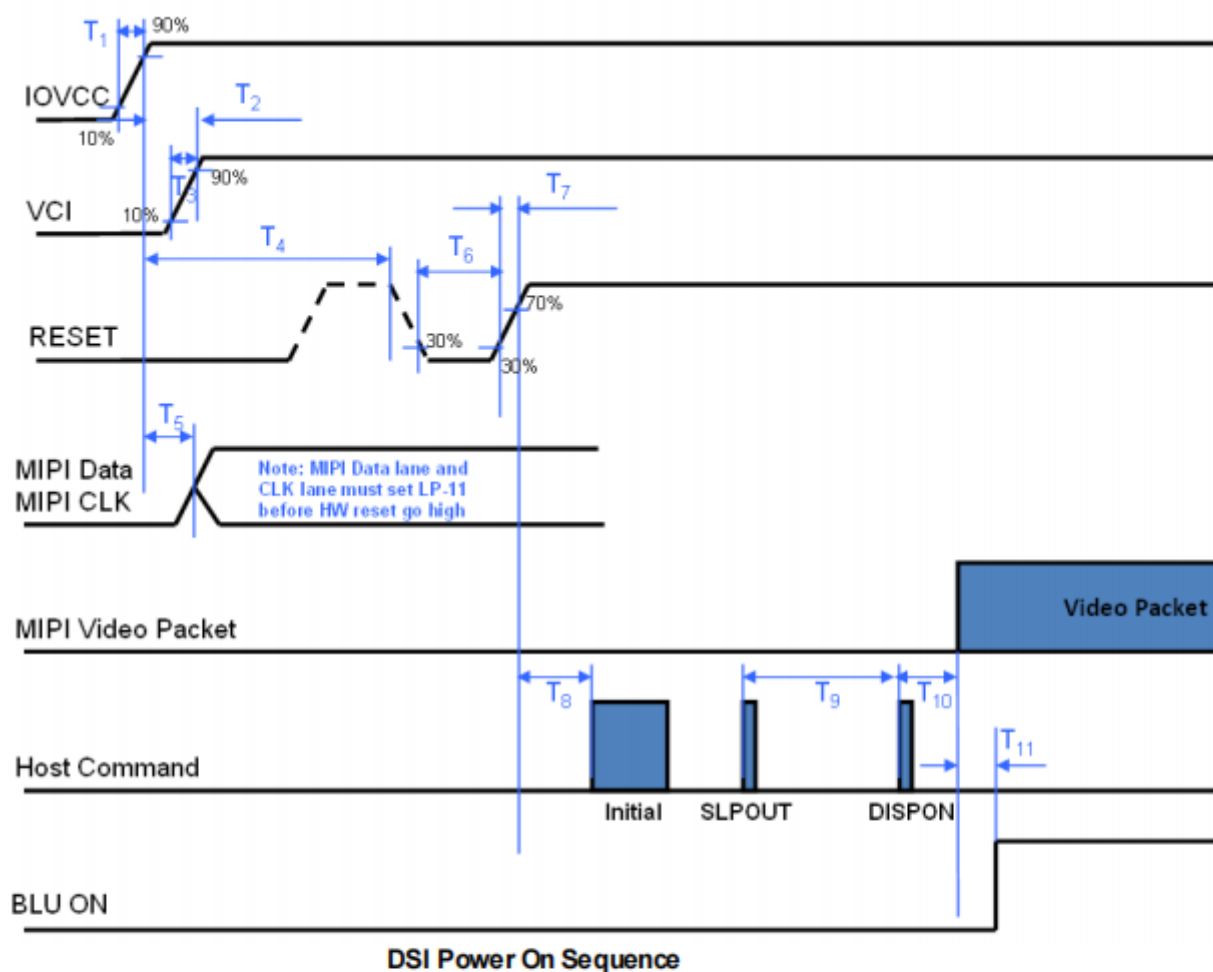 T1
90%
IOVCC
T2
10%
T3
90%
VCI
10%
T7
T4
T6
70%
RESET
30%
30%
T5
MIPI Data
MIPI CLK
Note: MIPI Data lane and
CLK lane must set LP-11
before HW reset go high
Video Packet
MIPI Video Packet
T8
T9
T10
T11
Host Command
Initial
SLPOUT
DISPON
BLU ON
DSI Power On Sequence